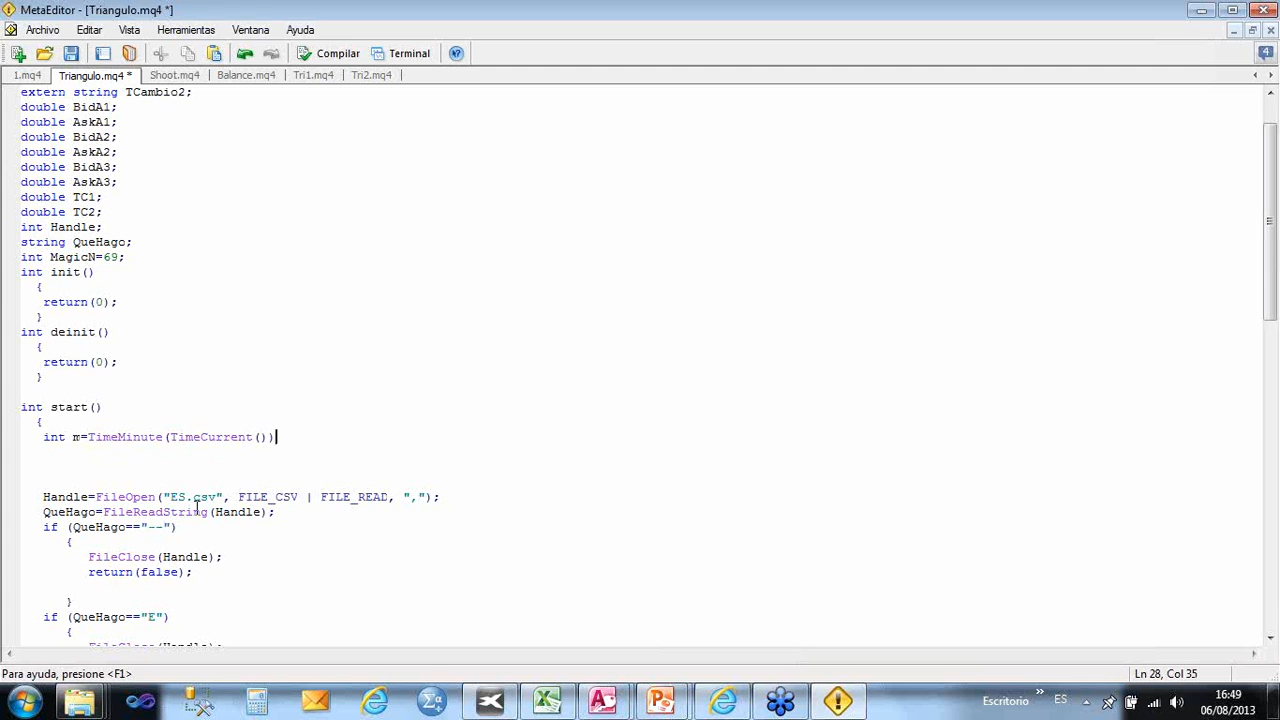 MetaEditor - [Triangulo.mq4 *]
Archivo Editar Vista Herramientas Ventana Ayuda
Compilar Terminal 4
1.mq4 Triangulo.mq4 * Shoot.mq4 Balance.mq4 Tri1.mq4 Tri2.mq4
extern string TCambio2;
double BidA1;
double AskA1;
double BidA2;
double AskA2;
double BidA3;
double AskA3;
double TC1;
double TC2;
int Handle;
string QueHago;
int MagicN=69;
int init()
{
return(0);
}
int deinit()
{
return(0);
}
int start()
{
int m=TimeMinute(TimeCurrent())
Handle=FileOpen("ES.csv", FILE_CSV | FILE_READ, ",");
QueHago=FileReadString(Handle);
if (QueHago=="--")
{
FileClose(Handle);
return(false);
}
if (QueHago=="E")
{
FileClose(Handle);
Para ayuda, presione <F1>
Ln 28, Col 35
Escritorio » ES 16:49
06/08/2013